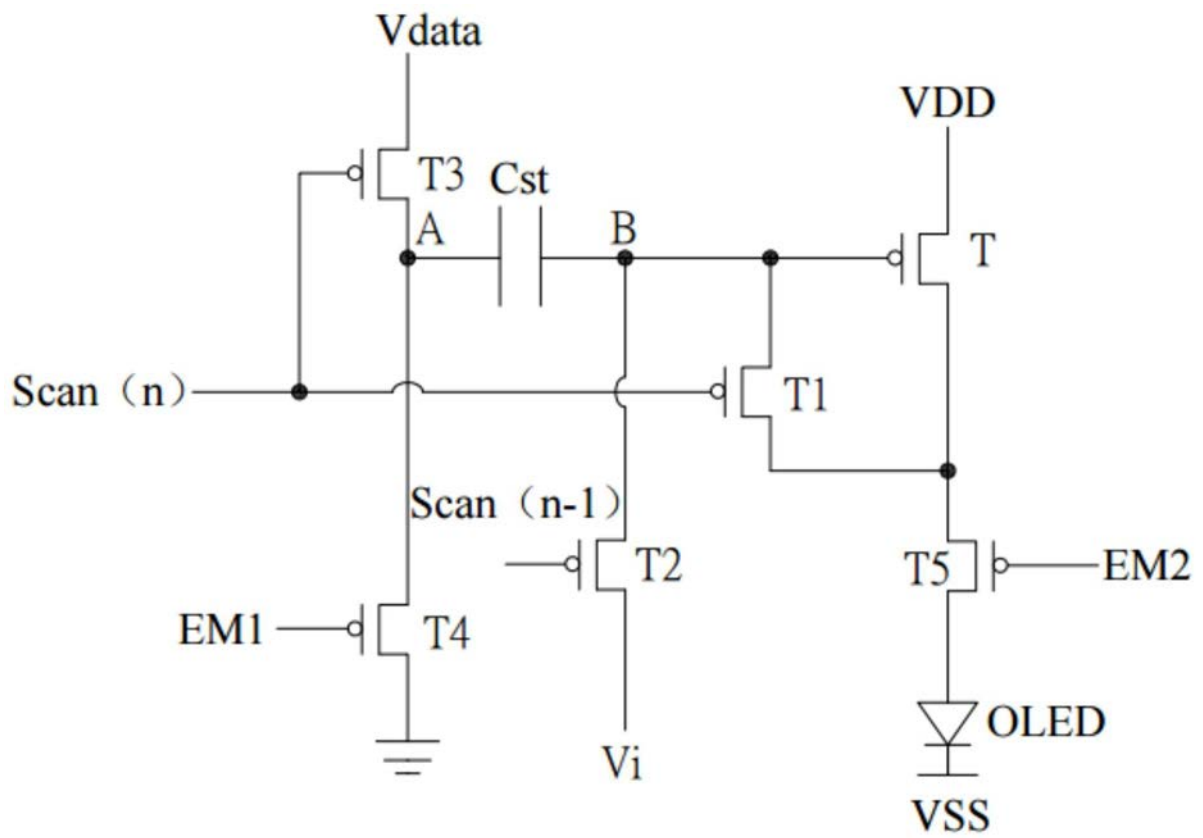 Vdata
VDD
T3
Cst
A
B
T
Scan（n）
T1
Scan（n-1）
T2
T5
EM2
EM1
T4
OLED
Vi
VSS